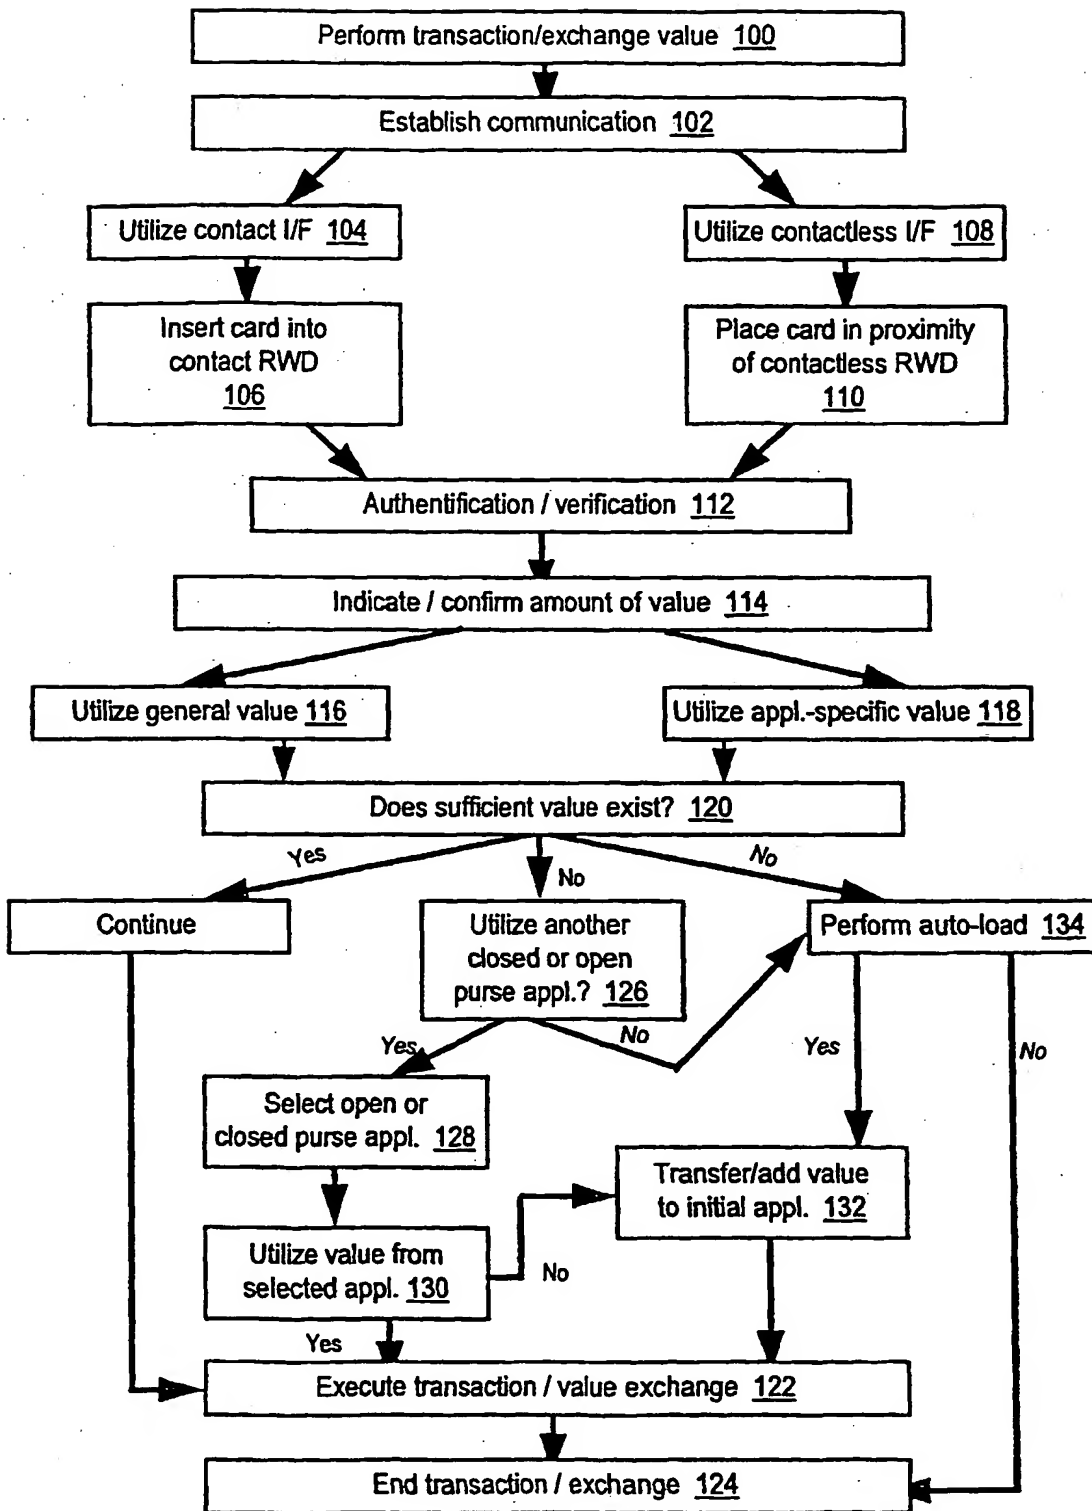 Perform transaction/exchange value 100
Establish communication 102
Utilize contact I/F 104
Utilize contactless I/F 108
Insert card into
contact RWD
106
Place card in proximity
of contactless RWD
110
Authentification / verification 112
Indicate / confirm amount of value 114
Utilize general value 116
Utilize appl.-specific value 118
Does sufficient value exist? 120
Yes
No
No
Continue
Utilize another
closed or open
purse appl.? 126
Perform auto-load 134
Yes
No
Yes
No
Select open or
closed purse appl. 128
Transfer/add value
to initial appl. 132
Utilize value from
selected appl. 130
No
Yes
Execute transaction / value exchange 122
End transaction / exchange 124